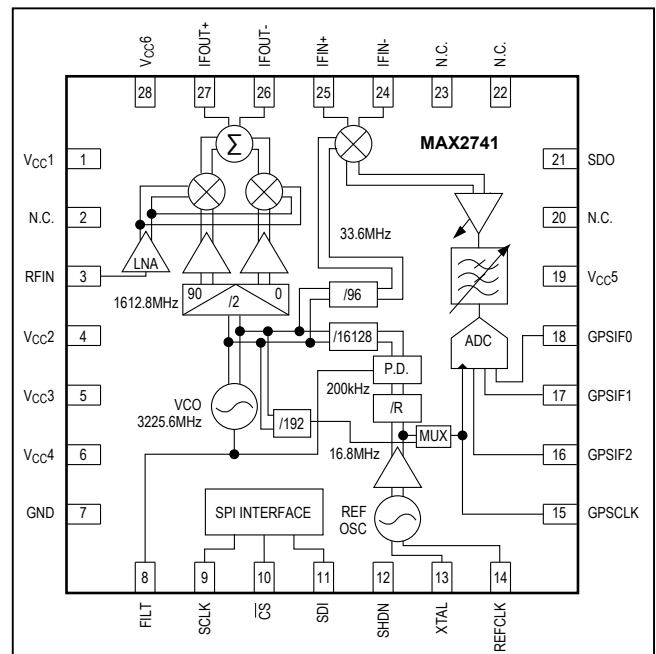 VCC6
IFOUT+
IFOUT-
IFIN+
IFIN-
N.C.
N.C.
28
27
26
25
24
23
22
MAX2741
Σ
VCC1
1
21
SDO
N.C.
2
20
N.C.
33.6MHz
LNA
RFIN
3
19
VCC5
90
/2
0
/96
1612.8MHz
VCC2
4
/16128
ADC
18
GPSIF0
P.D.
200kHz
VCC3
5
17
GPSIF1
VCO
3225.6MHz
/R
/192
MUX
VCC4
6
16
GPSIF2
16.8MHz
SPI INTERFACE
REF
OSC
GND
7
15
GPSCLK
8
9
10
11
12
13
14
FILT
SCLK
CS
SDI
SHDN
XTAL
REFCLK